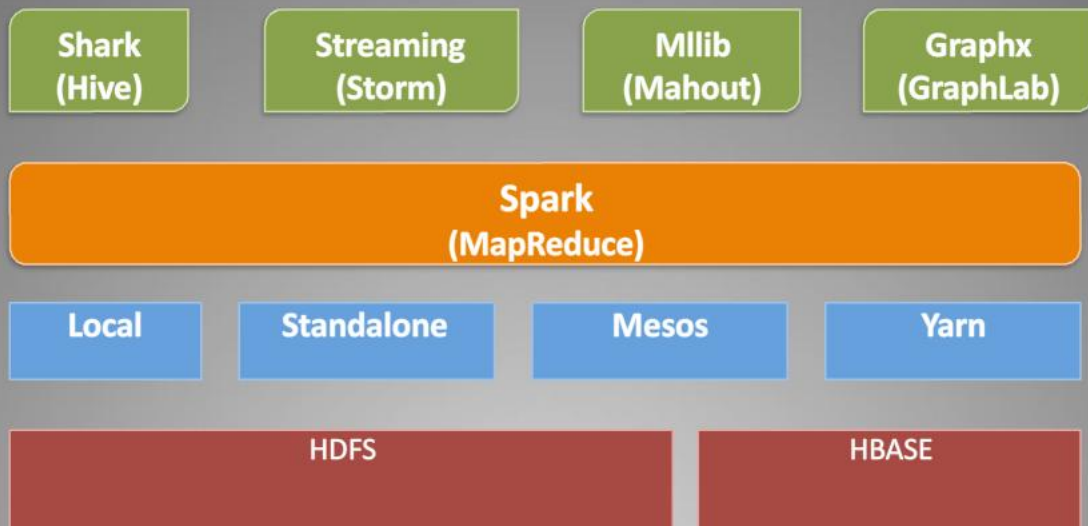 Shark
(Hive)
Streaming
(Storm)
Mllib
(Mahout)
Graphx
(GraphLab)
Spark
(MapReduce)
Local
Standalone
Mesos
Yarn
HDFS
HBASE